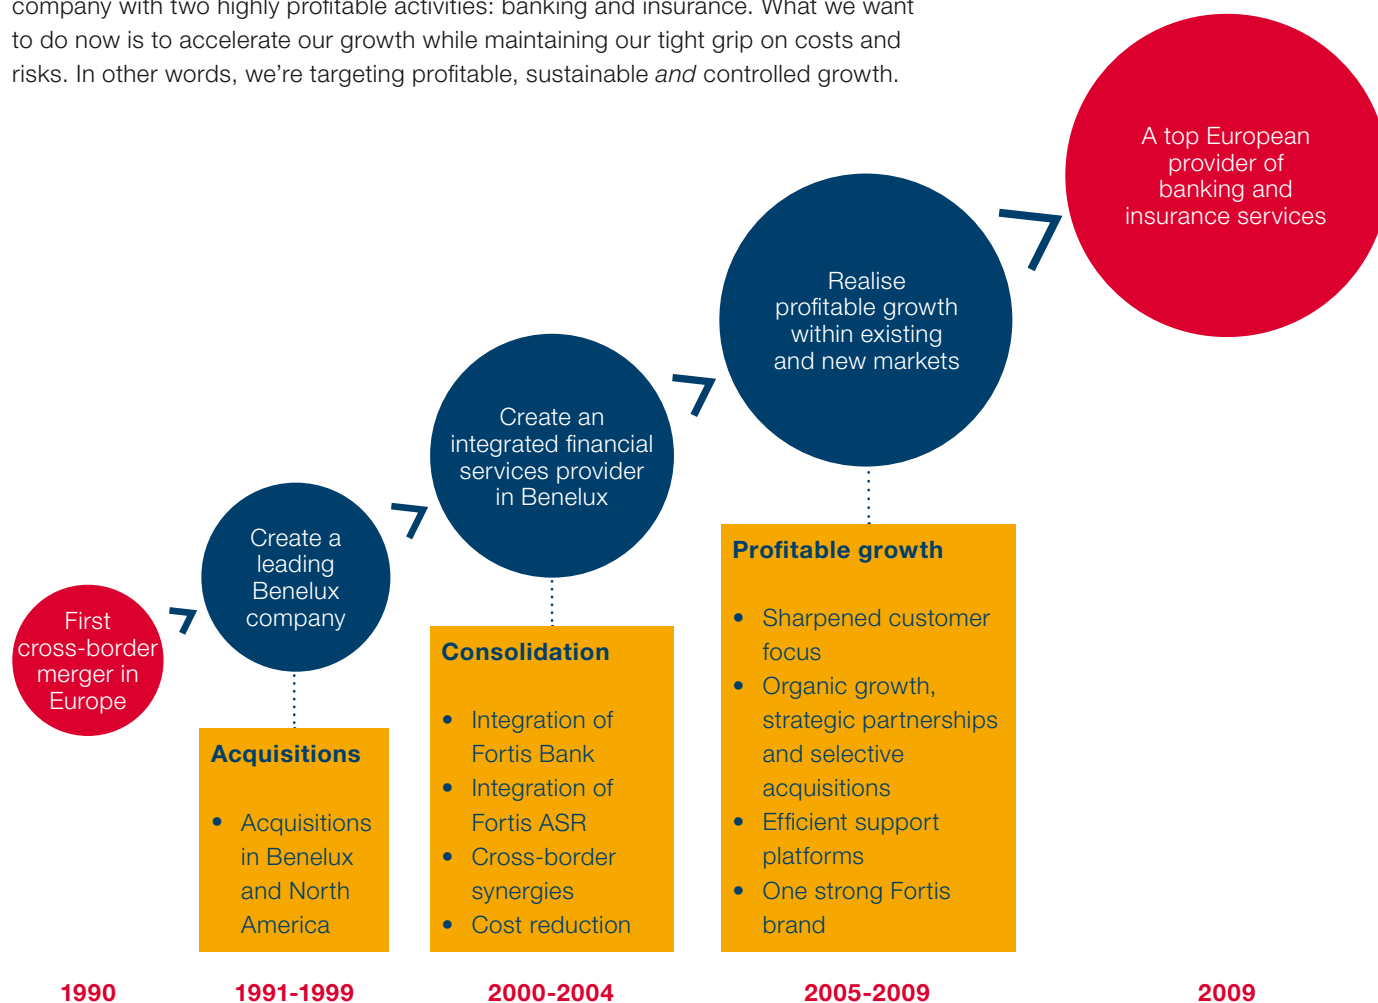 company with two highly profitable activities: banking and insurance. What we want
to do now is to accelerate our growth while maintaining our tight grip on costs and
risks. In other words, we're targeting profitable, sustainable and controlled growth.
First
cross-border
merger in
Europe
Create a
leading
Benelux
company
Create an
integrated financial
services provider
in Benelux
Realise
profitable growth
within existing
and new markets
A top European
provider of
banking and
insurance services
Acquisitions
• Acquisitions
in Benelux
and North
America
Consolidation
• Integration of
Fortis Bank
• Integration of
Fortis ASR
• Cross-border
synergies
• Cost reduction
Profitable growth
• Sharpened customer
focus
• Organic growth,
strategic partnerships
and selective
acquisitions
• Efficient support
platforms
• One strong Fortis
brand
1990
1991-1999
2000-2004
2005-2009
2009